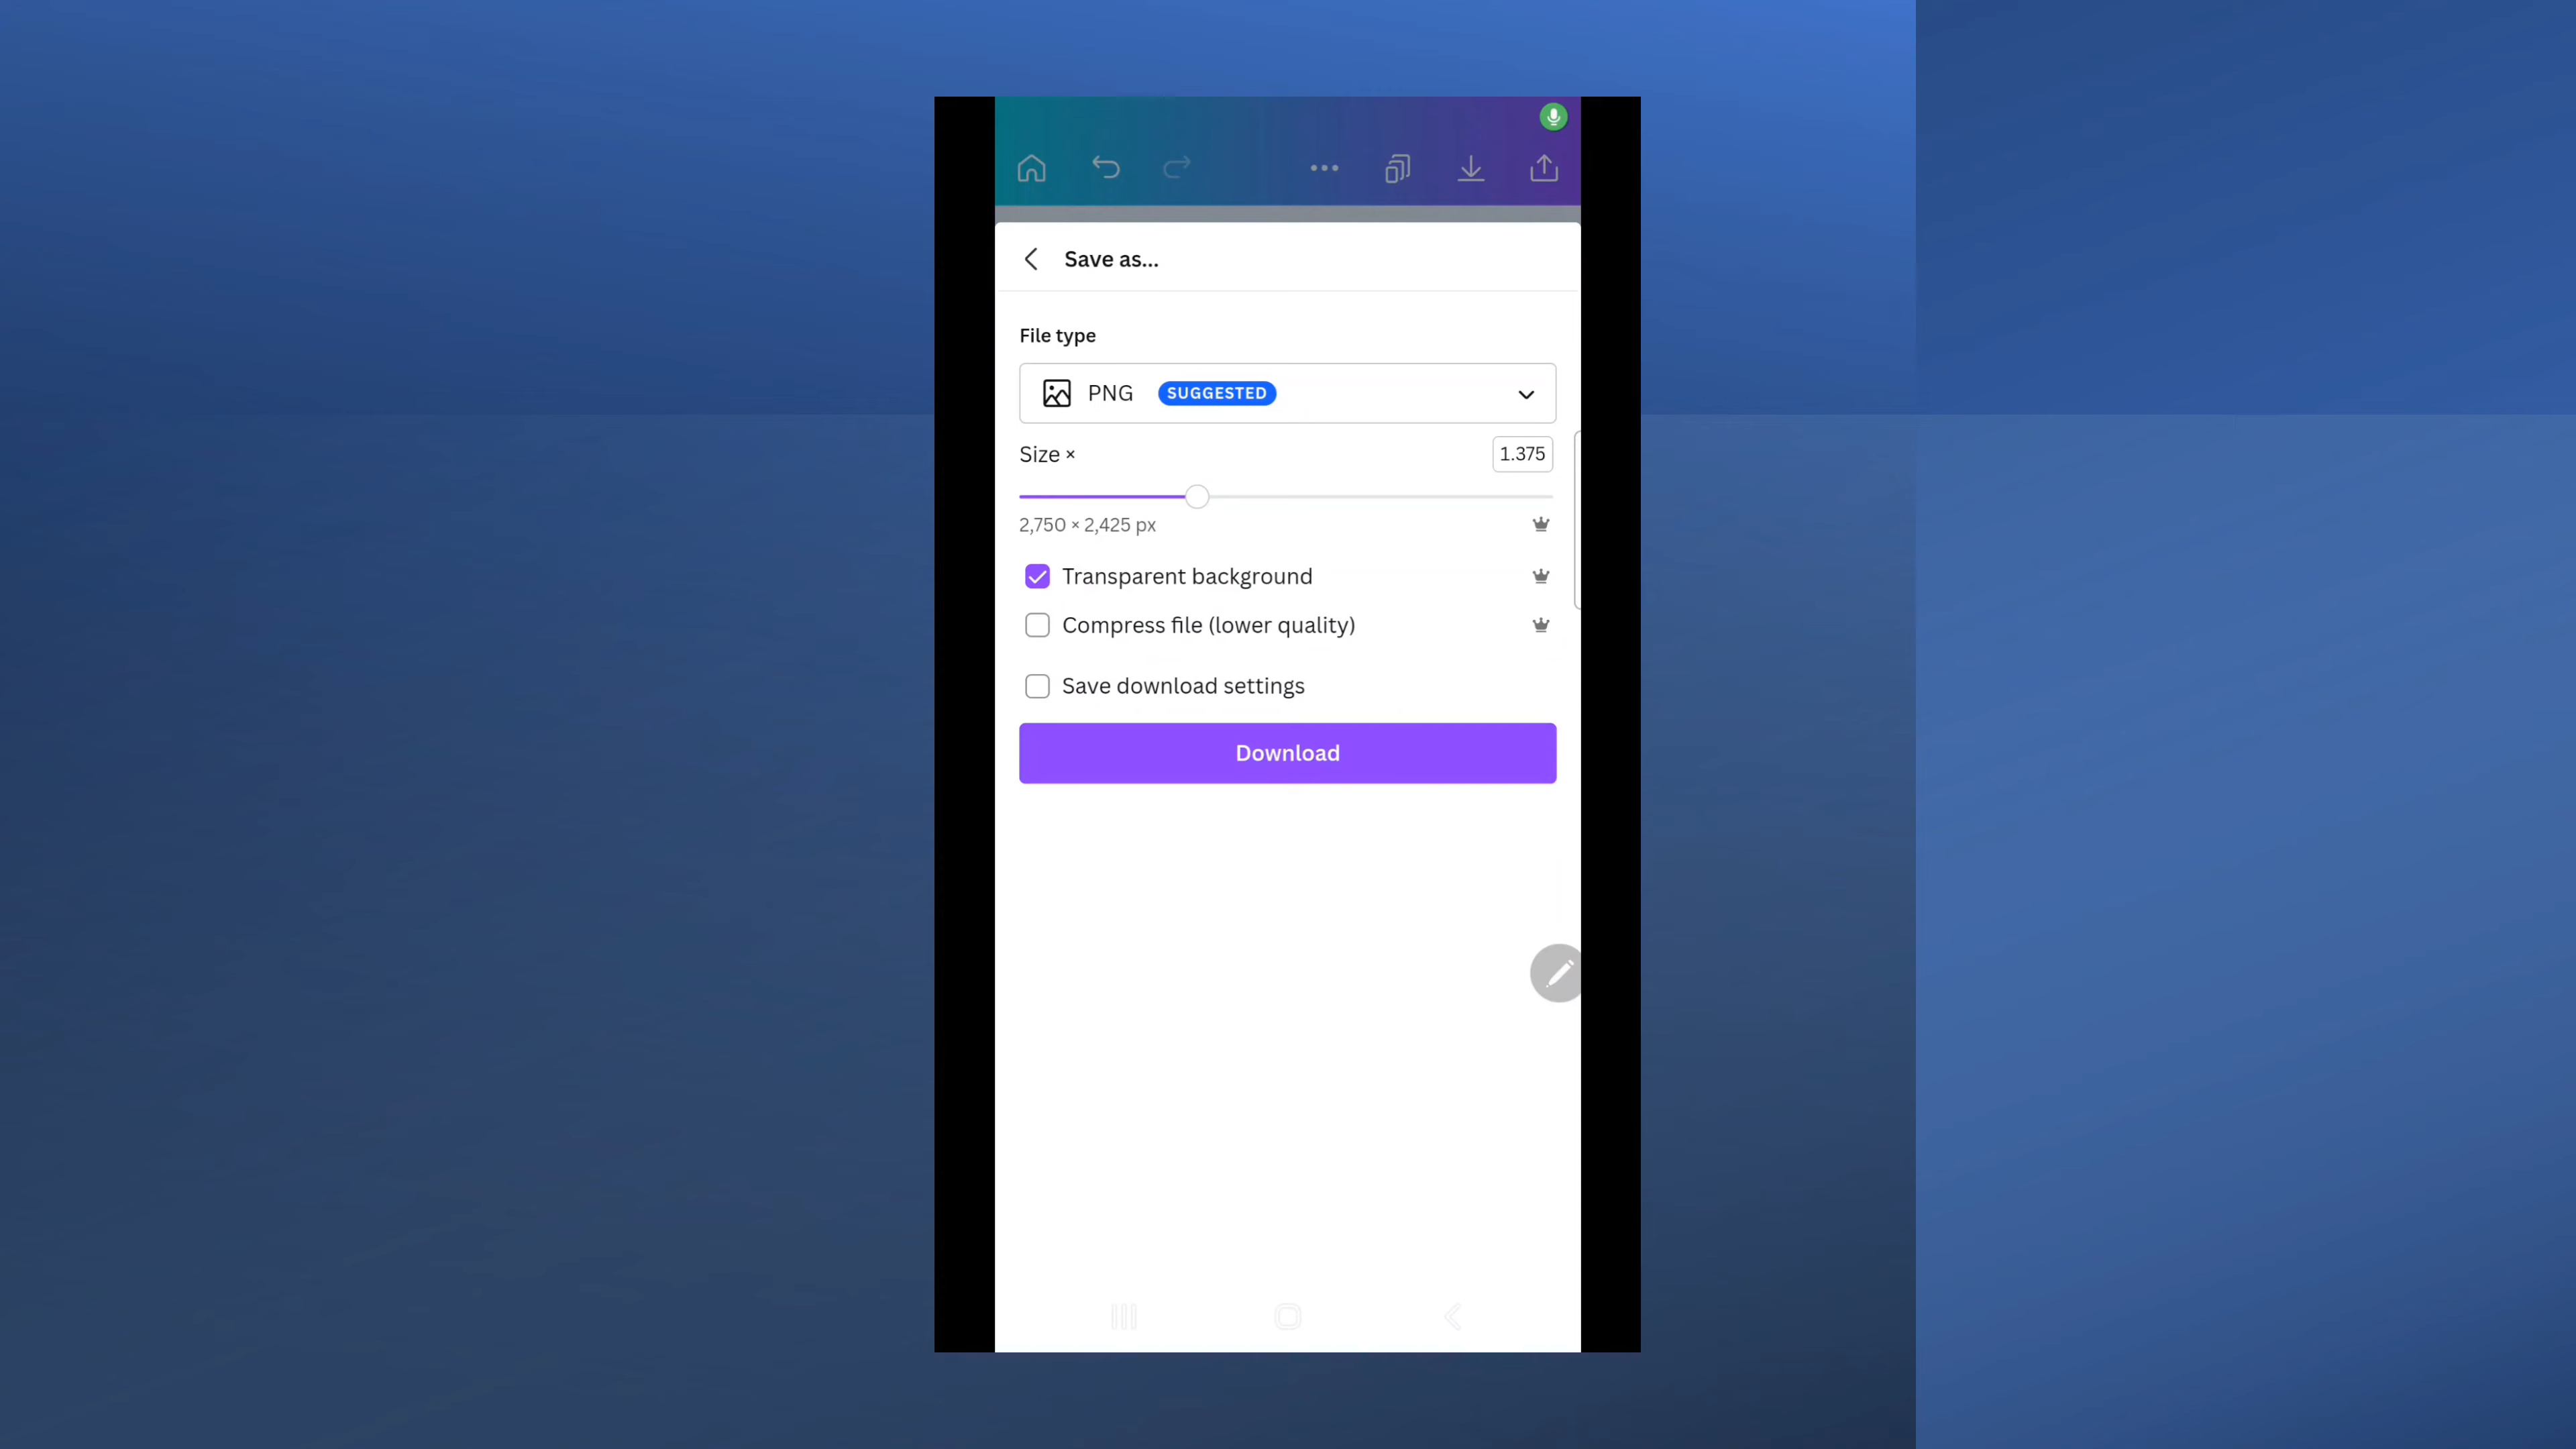 Save as...
File type
PNG SUGGESTED
Size × 1.375
2,750 × 2,425 px
Transparent background
Compress file (lower quality)
Save download settings
Download